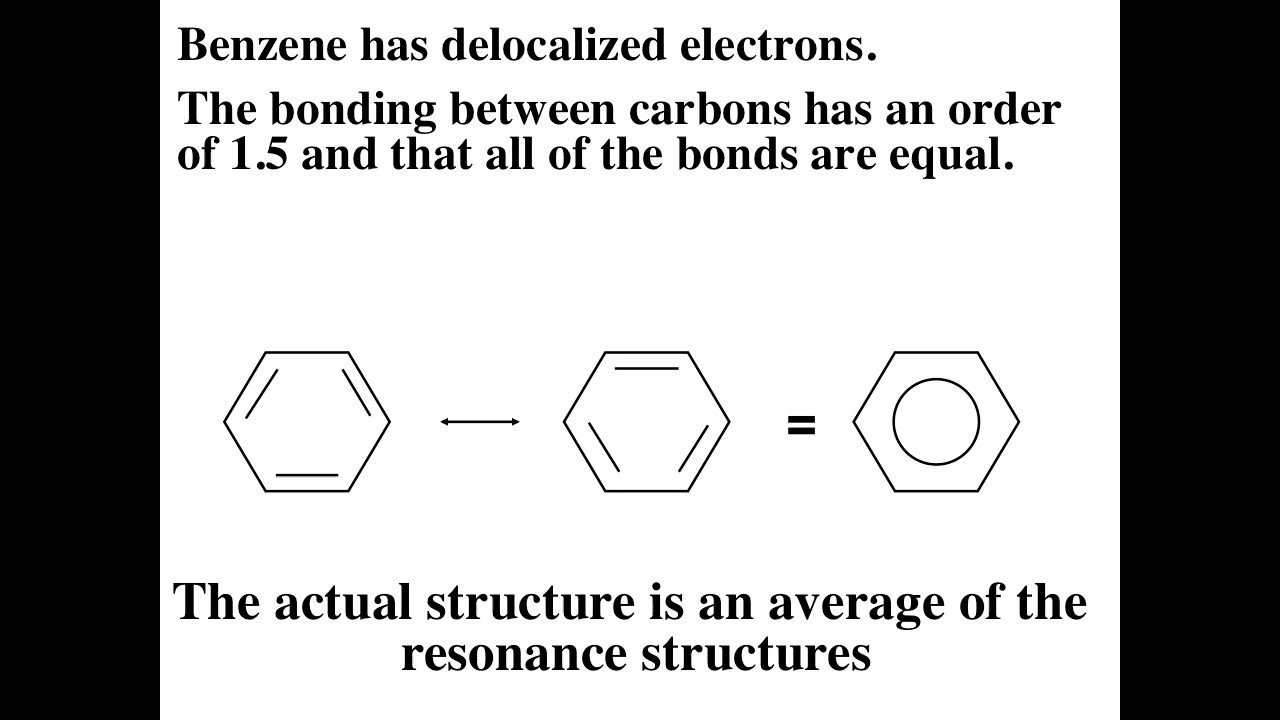 Benzene has delocalized electrons.
The bonding between carbons has an order
of 1.5 and that all of the bonds are equal.
=
The actual structure is an average of the
resonance structures